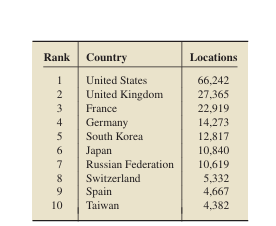 Rank Country Locations
1 United States 66,242
2 United Kingdom 27,365
3 France 22,919
4 Germany 14,273
5 South Korea 12,817
6 Japan 10,840
7 Russian Federation 10,619
8 Switzerland 5,332
9 Spain 4,667
10 Taiwan 4,382